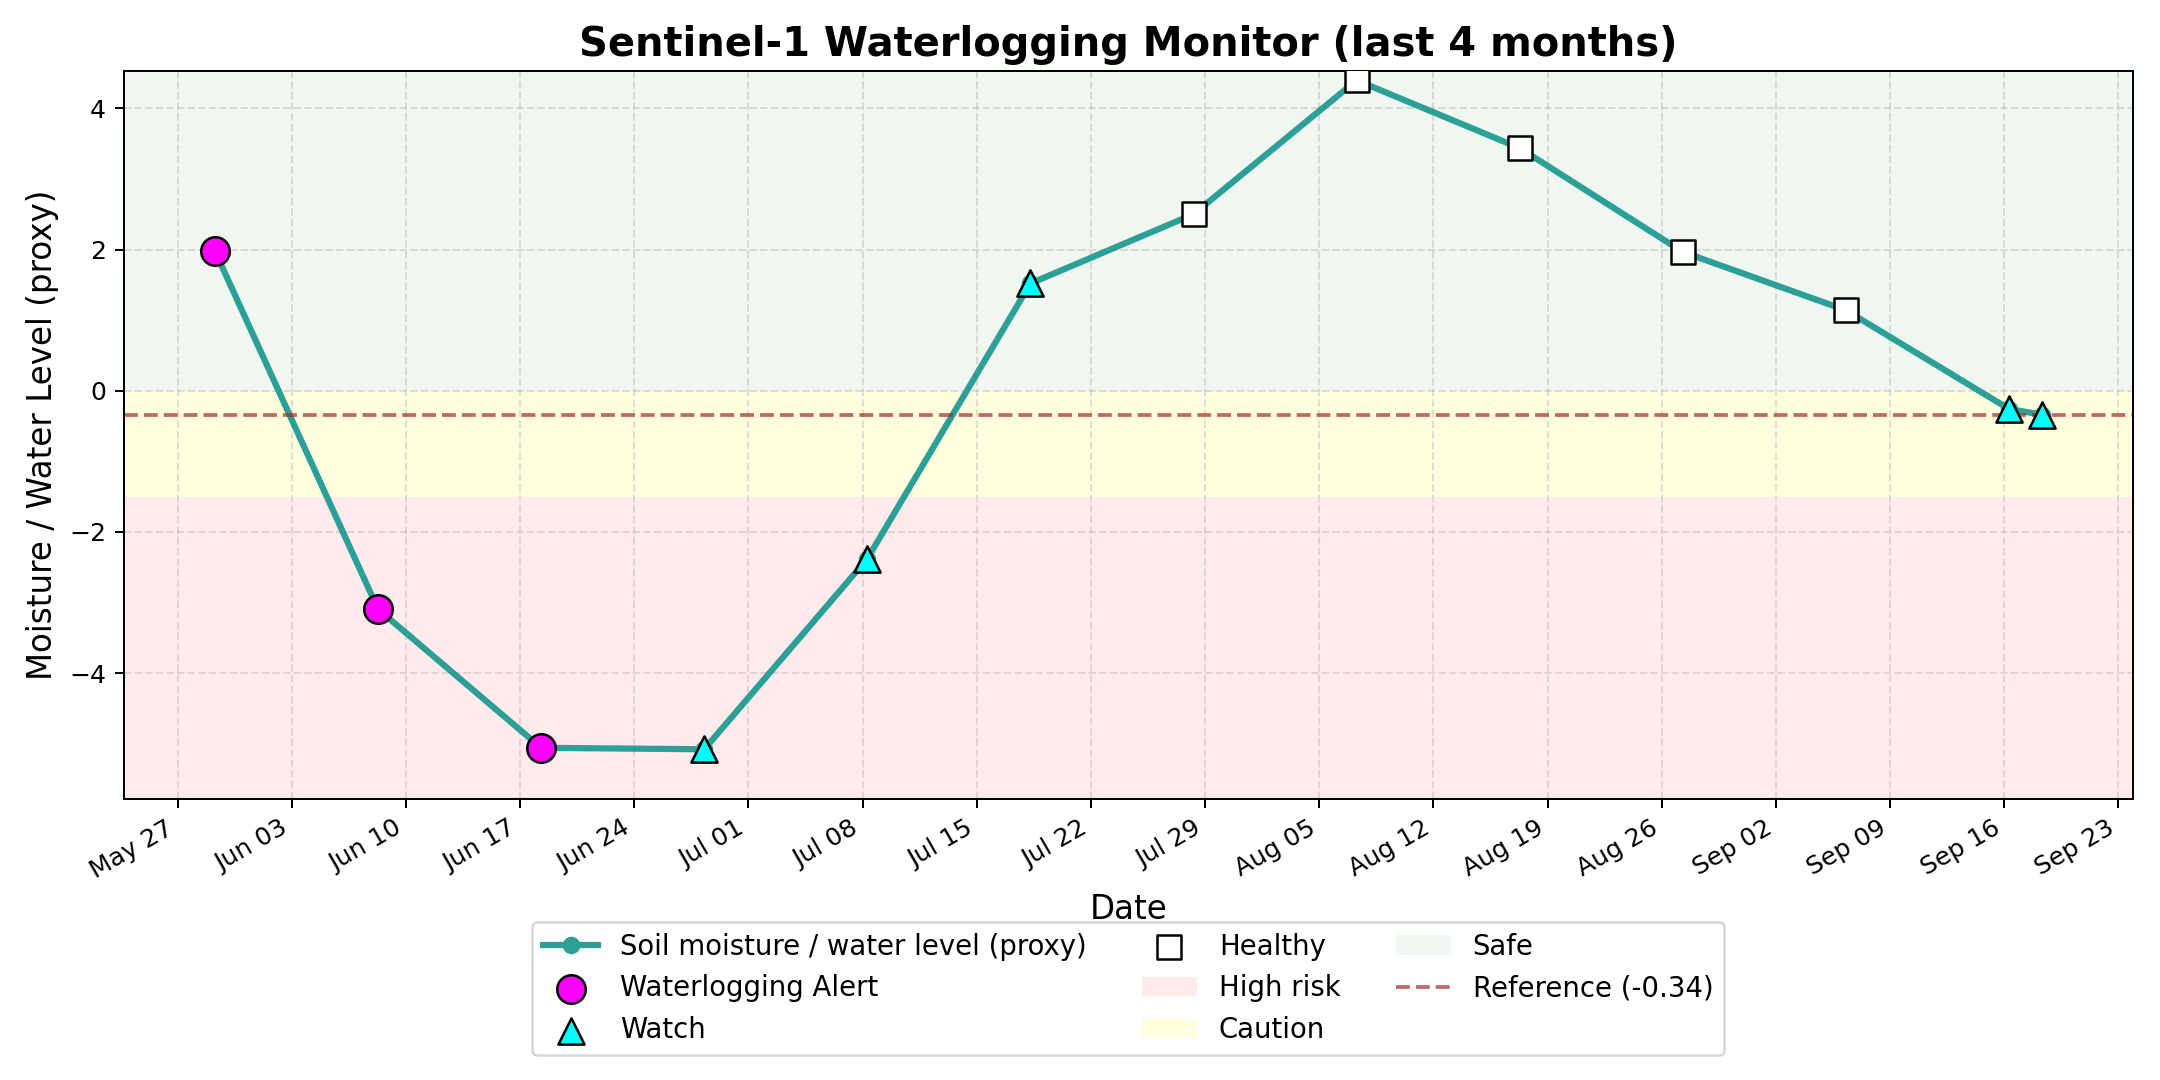 Sentinel-1 Waterlogging Monitor (last 4 months)
Moisture / Water Level (proxy)
4
2
0
−2
−4
May 27
Jun 03
Jun 10
Jun 17
Jun 24
Jul 01
Jul 08
Jul 15
Jul 22
Jul 29
Aug 05
Aug 12
Aug 19
Aug 26
Sep 02
Sep 09
Sep 16
Sep 23
Date
Soil moisture / water level (proxy)
Waterlogging Alert
Watch
Healthy
High risk
Caution
Safe
Reference (-0.34)